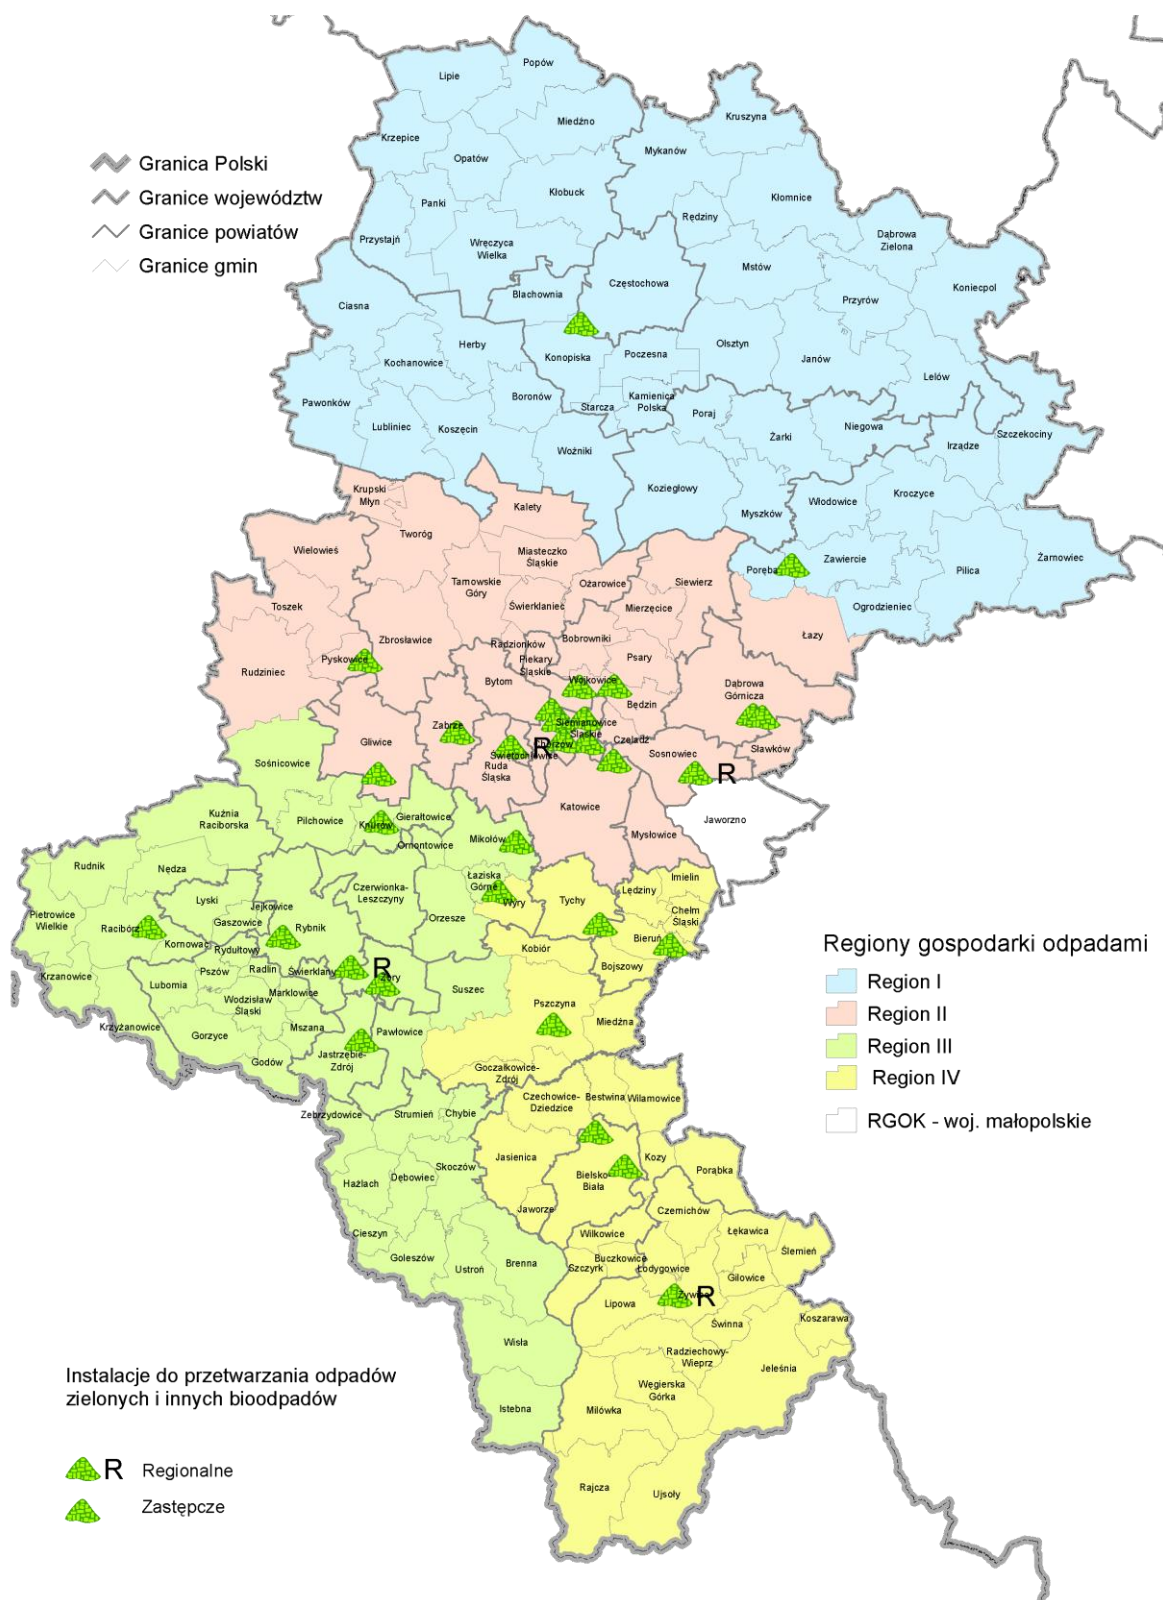 Popów
Lipie
Kruszyna
Miedźno
Krzepice
Mykanów
Opatów
Granica Polski
Kłobuck
Kłomnice
Granice województw
Panki
Rędziny
Granice powiatów
Dąbrowa
Zielona
Przystajń
Wręczyca
Wielka
Granice gmin
Mstów
Częstochowa
Koniecpol
Blachownia
Przyrów
Ciasna
Herby
Olsztyn
Konopiska
Poczesna
Janów
Kochanowice
Lelów
Boronów
Kamienica
Polska
Pawonków
Starcza
Poraj
Lubliniec
Koszęcin
Niegowa
Żarki
Szczekociny
Irządze
Woźniki
Koziegłowy
Krupski
Młyn
Kroczyce
Włodowice
Kalety
Myszków
Tworóg
Wielowieś
Miasteczko
Śląskie
Zawiercie
Żarnowiec
Poręba
Pilica
Tarnowskie
Góry
Ożarowice
Siewierz
Toszek
Świerklaniec
Mierzęcice
Ogrodzieniec
Zbrosławice
Bobrowniki
Łazy
Radzionków
Piekary
Śląskie
Psary
Pyskowice
Rudziniec
Bytom
Wojkowice
Dąbrowa
Górnicza
Będzin
Zabrze
Siemianowice
Śląskie
Gliwice
Chorzów
R
Czeladź
Świętochłowice
Sosnowiec
Sławków
Sośnicowice
Ruda
Śląska
R
Katowice
Kuźnia
Raciborska
Pilchowice
Knurów
Gierałtowice
Jaworzno
Mysłowice
Ornontowice
Mikołów
Rudnik
Nędza
Łaziska
Górne
Imielin
Czerwionka-
Leszczyny
Lędziny
Lyski
Jejkowice
Wyry
Tychy
Chełm
Śląski
Pietrowice
Wielkie
Gaszowice
Orzesze
Racibórz
Rybnik
Bieruń
Kornowac
Rydułtowy
Kobiór
Regiony gospodarki odpadami
Krzanowice
Pszów
Radlin
Świerklany
R
Żory
Bojszowy
Region I
Lubomia
Suszec
Marklowice
Wodzisław
Śląski
Pszczyna
Region II
Krzyżanowice
Gorzyce
Mszana
Pawłowice
Miedźna
Region III
Godów
Jastrzębie-
Zdrój
Goczałkowice-
Zdrój
Region IV
Czechowice-
Dziedzice
Bestwina
Wilamowice
Zebrzydowice
Strumień
Chybie
RGOK - woj. małopolskie
Jasienica
Kozy
Skoczów
Porąbka
Hażlach
Dębowiec
Bielsko-
Biała
Jaworze
Czernichów
Cieszyn
Wilkowice
Łękawica
Goleszów
Brenna
Buczkowice
Ślemień
Ustroń
Szczyrk
Łodygowice
Gilowice
Żywiec
R
Lipowa
Świnna
Koszarawa
Wisła
Radziechowy-
Wieprz
Jeleśnia
Instalacje do przetwarzania odpadów
zielonych i innych bioodpadów
Węgierska
Górka
Istebna
Milówka
R
Regionalne
Rajcza
Ujsoły
Zastępcze